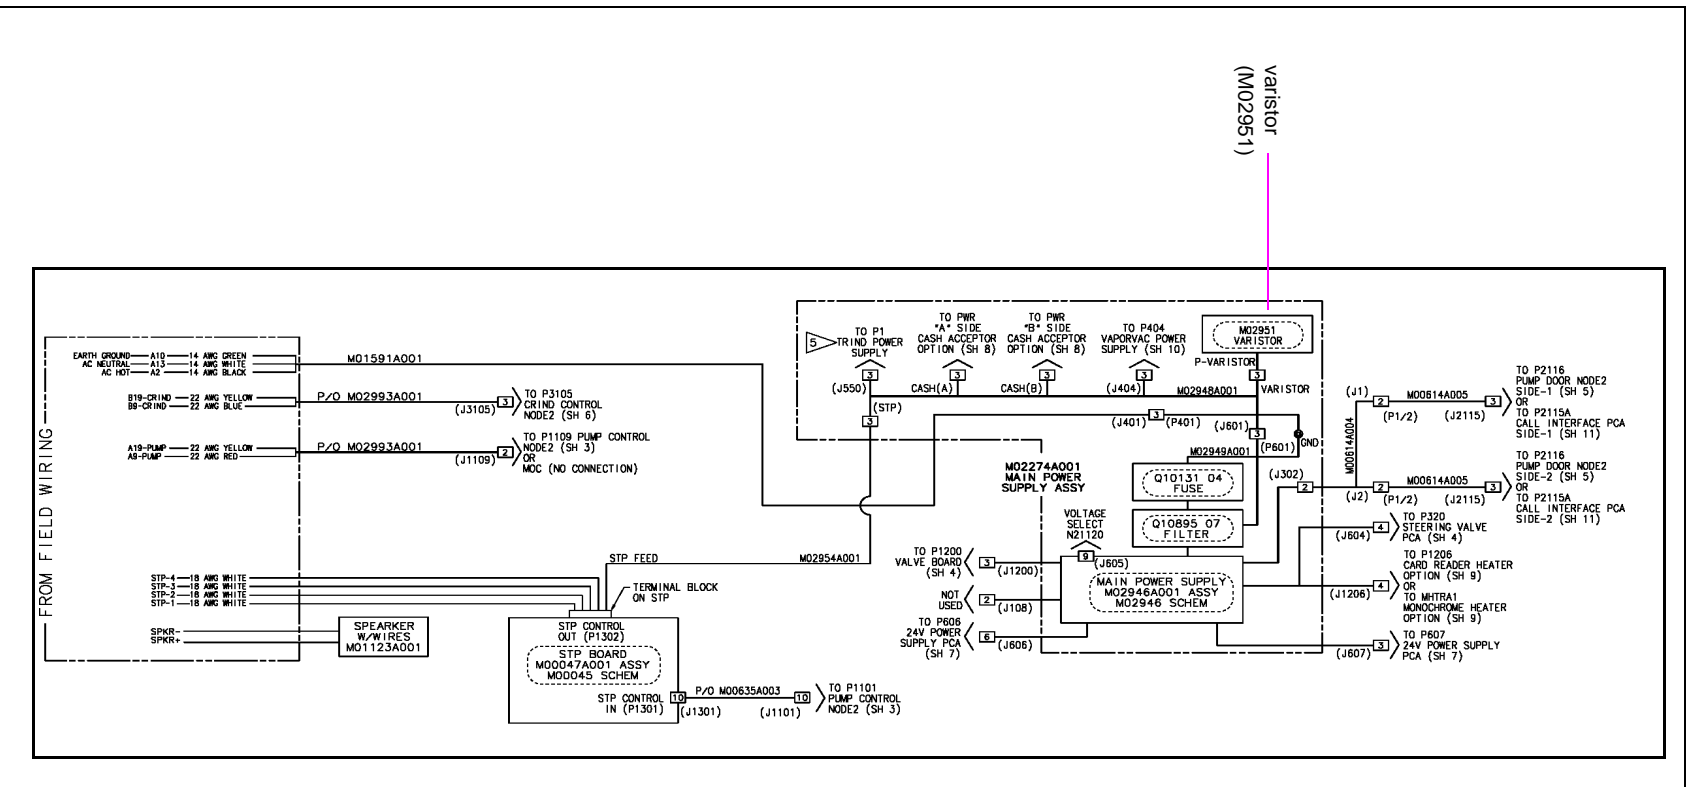 varistor
(M02951)
FROM FIELD WIRING
EARTH GROUND A10 14 AWG GREEN
AC NEUTRAL A13 14 AWG WHITE
AC HOT A2 14 AWG BLACK
M01591A001
B19-CRIND 22 AWG YELLOW
B9-CRIND 22 AWG BLUE
P/O M02993A001
(J3105)
3
TO P3105
CRIND CONTROL
NODE2 (SH 6)
A19-PUMP 22 AWG YELLOW
A9-PUMP 22 AWG RED
P/O M02993A001
(J1109)
2
TO P1109 PUMP CONTROL
NODE2 (SH 3)
OR
MOC (NO CONNECTION)
STP-4 18 AWG WHITE
STP-3 18 AWG WHITE
STP-2 18 AWG WHITE
STP-1 18 AWG WHITE
SPKR-
SPKR+
SPEARKER
W/WIRES
M01123A001
STP FEED
M02954A001
TERMINAL BLOCK
ON STP
STP CONTROL
OUT (P1302)
STP BOARD
M00047A001 ASSY
M00045 SCHEM
STP CONTROL
IN (P1301)
10
(J1301)
P/O M00635A003
10
(J1101)
TO P1101
PUMP CONTROL
NODE2 (SH 3)
5
TO P1
TRIND POWER
SUPPLY
3
(J550)
(STP)
3
TO PWR
"A" SIDE
CASH ACCEPTOR
OPTION (SH 8)
3
CASH(A)
TO PWR
"B" SIDE
CASH ACCEPTOR
OPTION (SH 8)
3
CASH(B)
TO P404
VAPORVAC POWER
SUPPLY (SH 10)
3
(J404)
M02951
VARISTOR
P-VARISTOR
3
M02948A001
VARISTOR
3
(J401)
(P401)
(J601)
3
(P601)
GND
M02949A001
M02274A001
MAIN POWER
SUPPLY ASSY
Q10131 04
FUSE
Q10895 07
FILTER
VOLTAGE
SELECT
N21120
9
(J605)
MAIN POWER SUPPLY
M02946A001 ASSY
M02946 SCHEM
TO P1200
VALVE BOARD
(SH 4)
3
(J1200)
NOT
USED
2
(J108)
TO P606
24V POWER
SUPPLY PCA
(SH 7)
6
(J606)
(J302)
2
M00614A004
(J1)
2
(P1/2)
M00614A005
(J2115)
3
TO P2116
PUMP DOOR NODE2
SIDE-1 (SH 5)
OR
TO P2115A
CALL INTERFACE PCA
SIDE-1 (SH 11)
(J2)
2
(P1/2)
M00614A005
(J2115)
3
TO P2116
PUMP DOOR NODE2
SIDE-2 (SH 5)
OR
TO P2115A
CALL INTERFACE PCA
SIDE-2 (SH 11)
(J604)
4
TO P320
STEERING VALVE
PCA (SH 4)
(J1206)
4
TO P1206
CARD READER HEATER
OPTION (SH 9)
OR
TO MHTRA1
MONOCHROME HEATER
OPTION (SH 9)
(J607)
3
TO P607
24V POWER SUPPLY
PCA (SH 7)